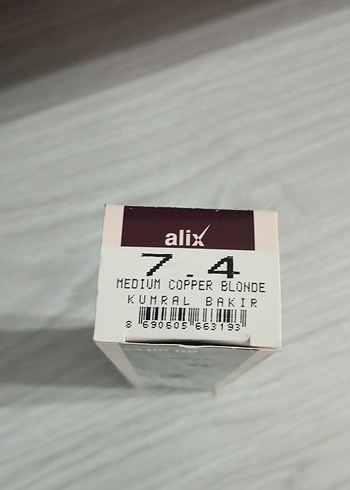 alix
7.4
MEDIUM COPPER BLONDE
KUMRAL BAKIR
8 690605 663193